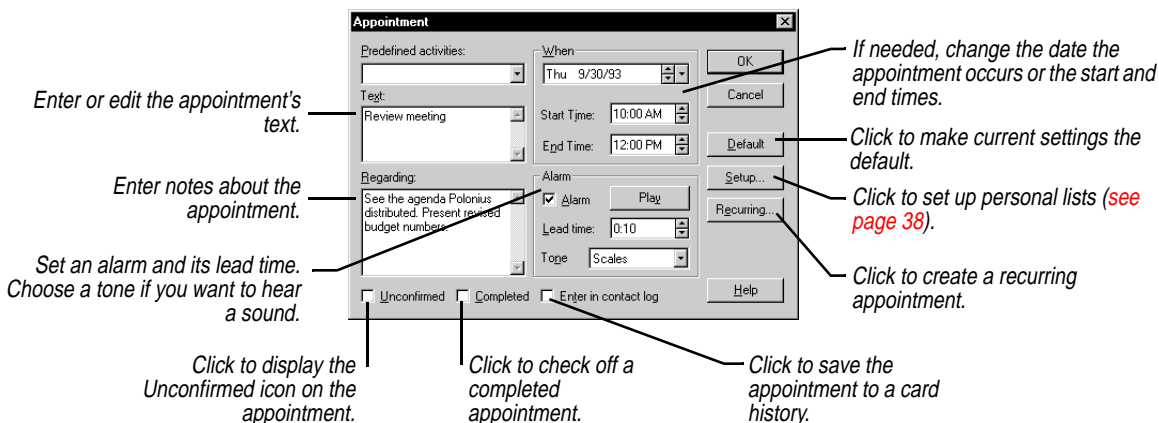 Appointment
Predefined activities:
Text:
Review meeting
Regarding:
See the agenda Polonius
distributed. Present revised
budget numbers.
When
Thu 9/30/93
Start Time: 10:00 AM
End Time: 12:00 PM
Alarm
Alarm
Play
Lead time: 0:10
Tone Scales
Unconfirmed Completed Enter in contact log
OK
Cancel
Default
Setup...
Recurring...
Help
Enter or edit the appointment's
text.
Enter notes about the
appointment.
Set an alarm and its lead time.
Choose a tone if you want to hear
a sound.
Click to display the
Unconfirmed icon on the
appointment.
Click to check off a
completed
appointment.
Click to save the
appointment to a card
history.
If needed, change the date the
appointment occurs or the start and
end times.
Click to make current settings the
default.
Click to set up personal lists (see
page 38).
Click to create a recurring
appointment.